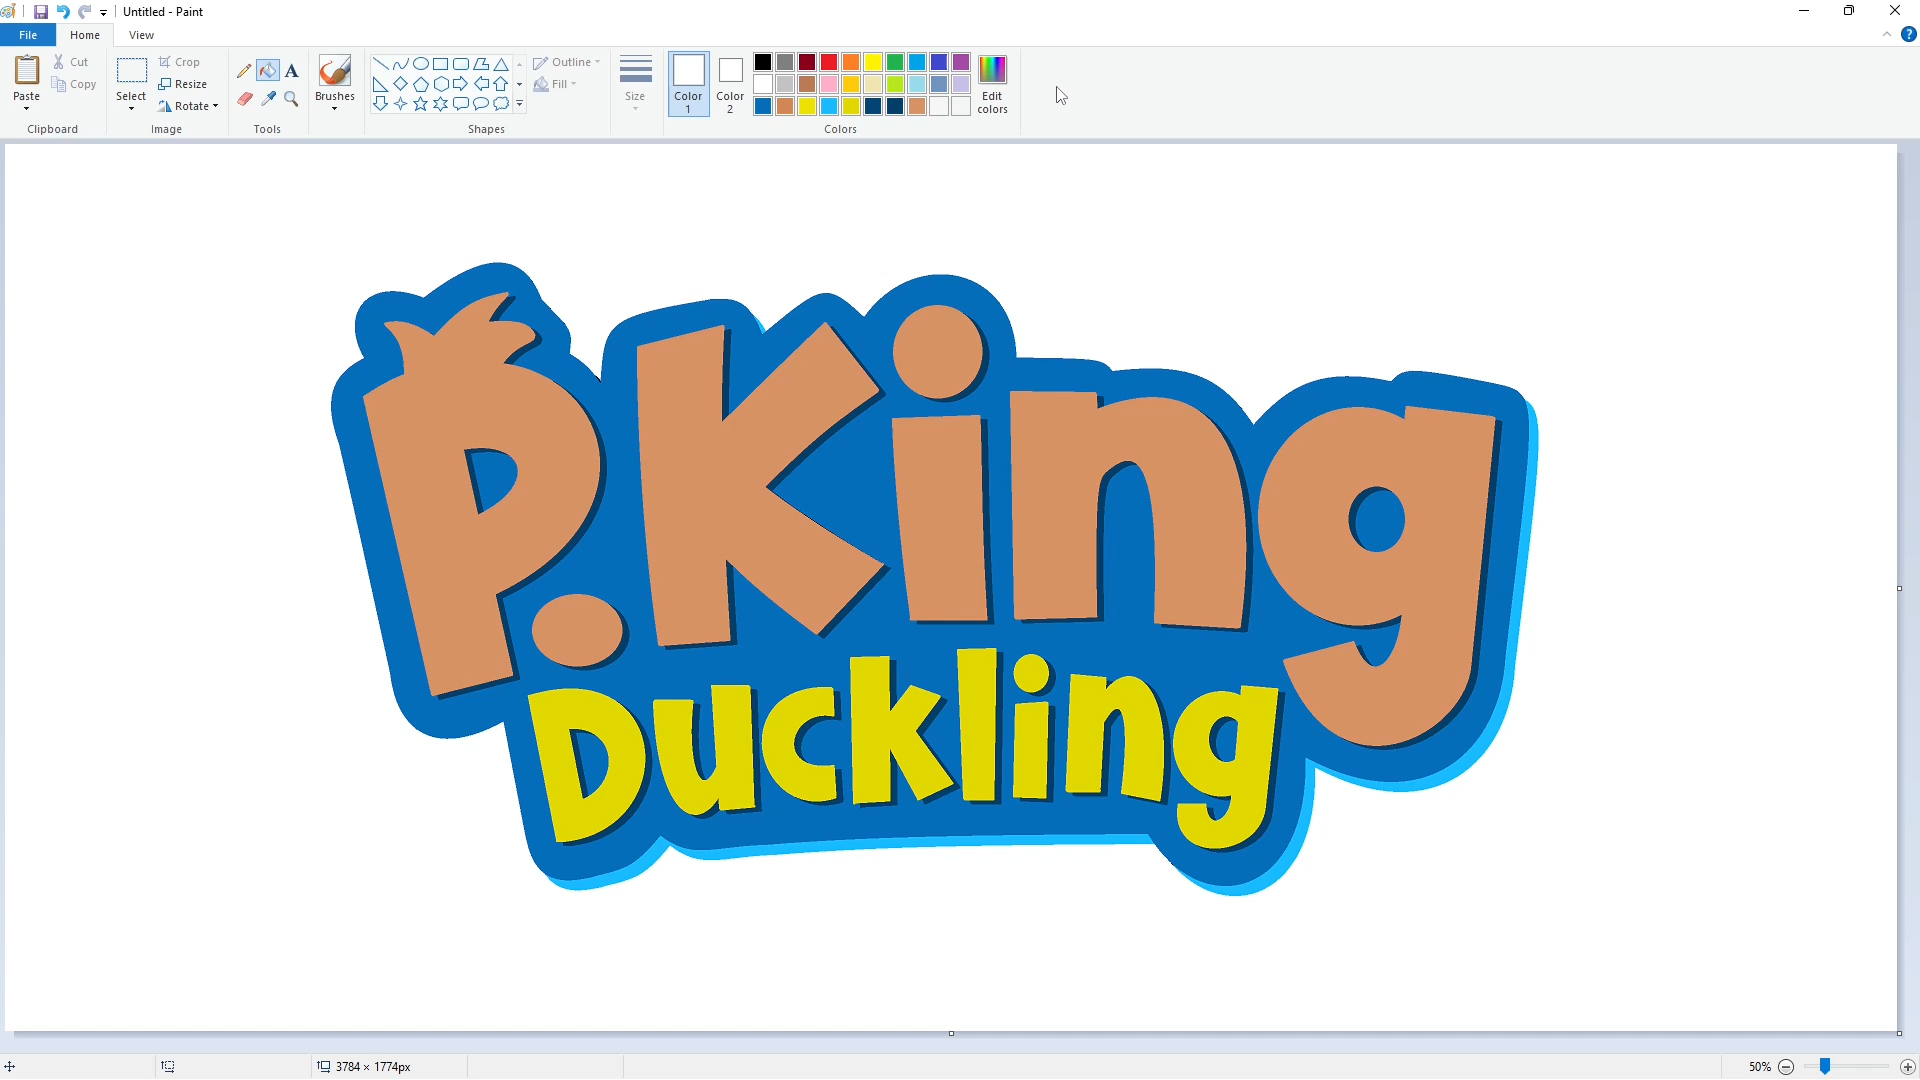 Untitled - Paint
File Home View
Paste
Cut
Copy
Clipboard
Select
Crop
Resize
Rotate
Image
Tools
Brushes
Shapes
Outline
Fill
Size
Color 1
Color 2
Edit colors
Colors
P.King
Duckling
3784 × 1774px
50%